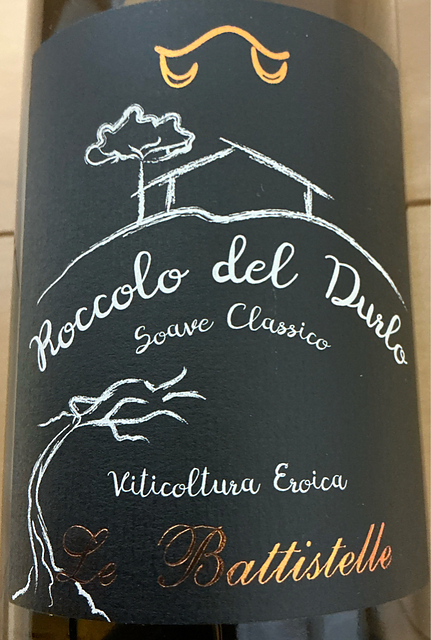 Roccolo del Durlo
Soave Classico
Viticoltura Eroica
Le Battistelle